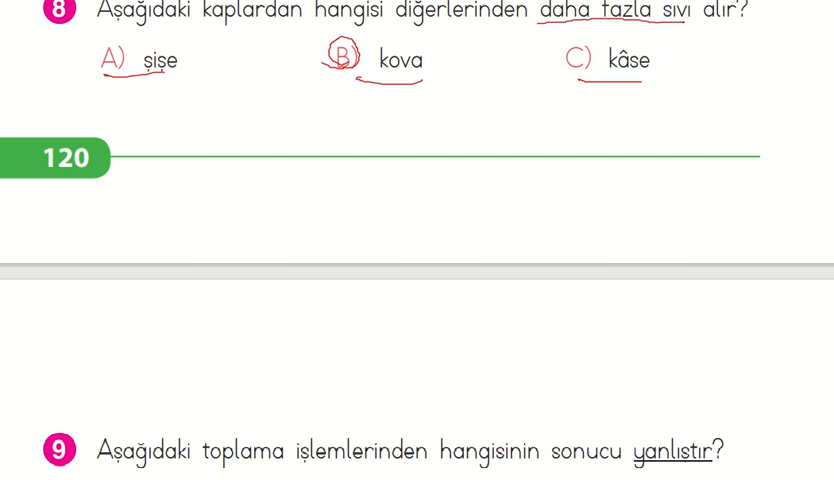 8 Aşağıdaki kaplardan hangisi diğerlerinden daha fazla sıvı alır?
A) şişe B) kova C) kâse
120
9 Aşağıdaki toplama işlemlerinden hangisinin sonucu yanlıştır?